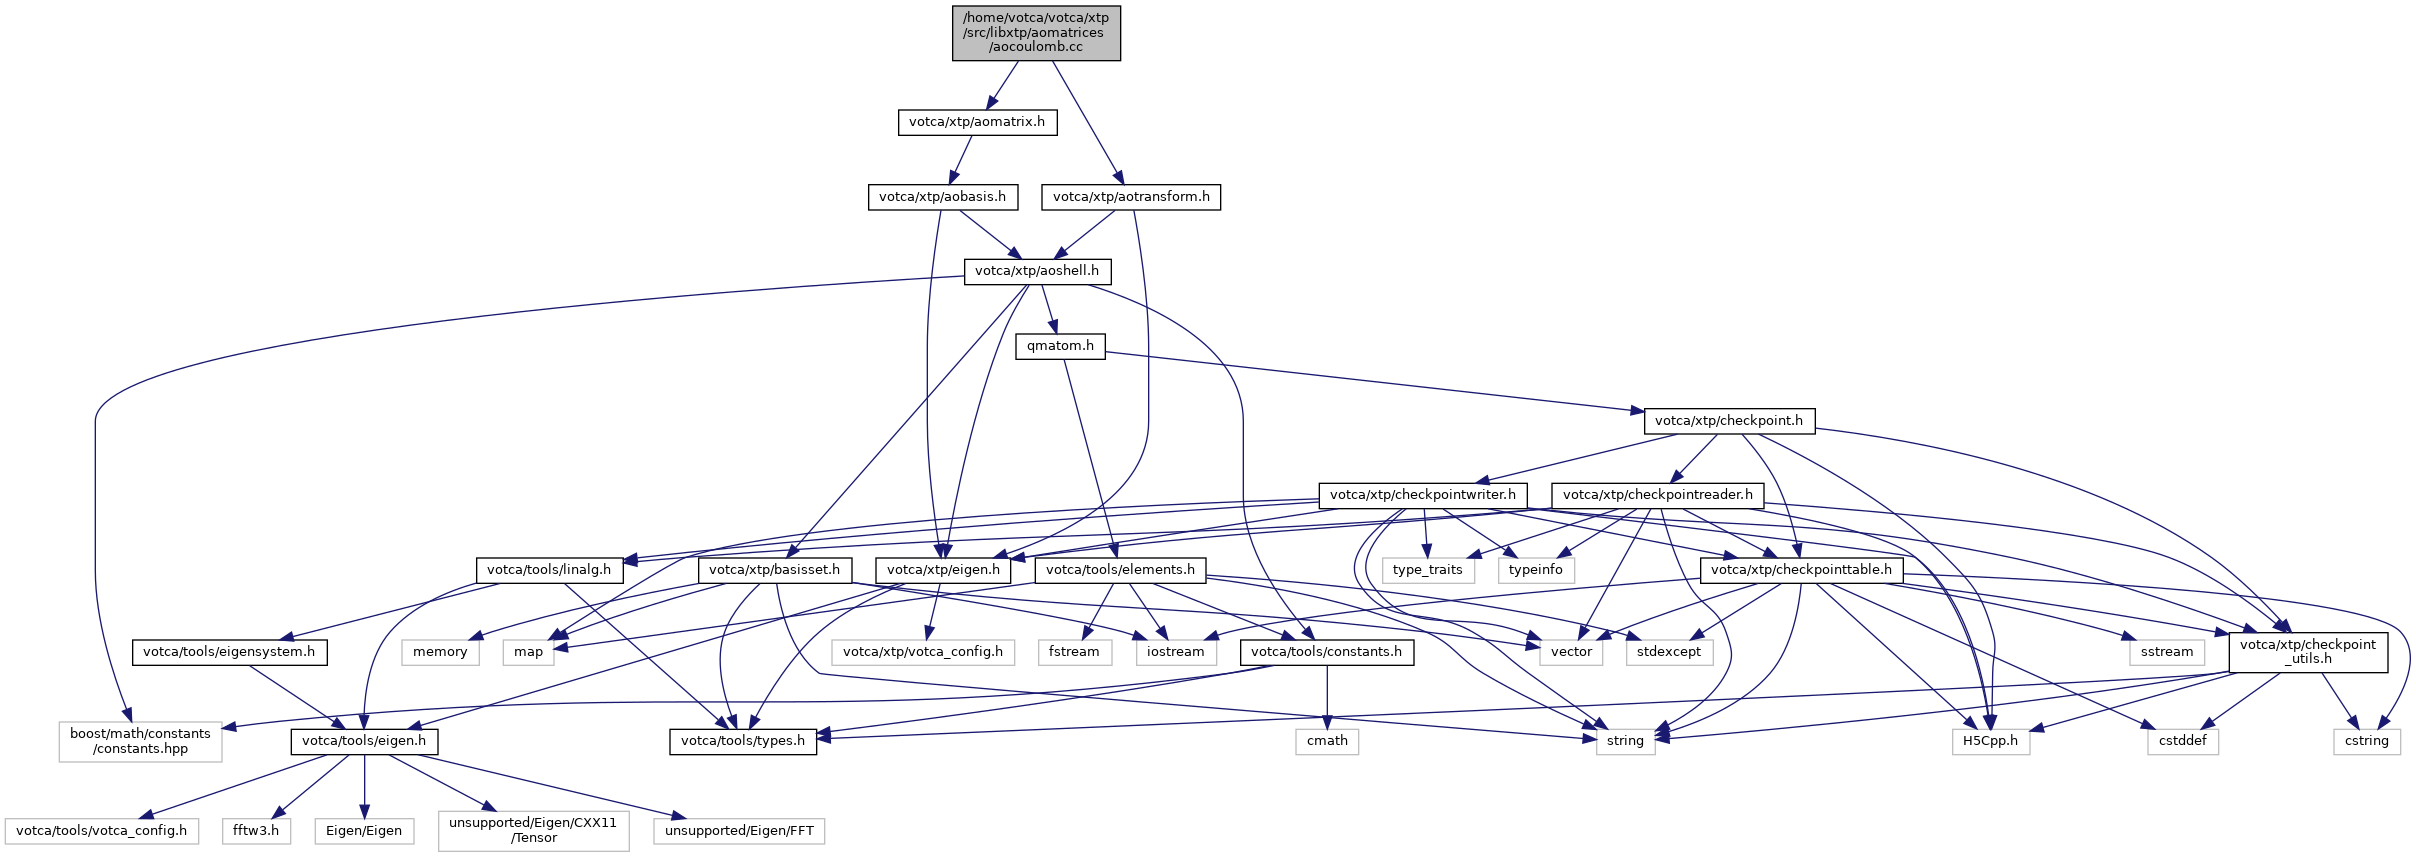 /home/votca/votca/xtp
/src/libxtp/aomatrices
/aocoulomb.cc
votca/xtp/aomatrix.h
votca/xtp/aobasis.h
votca/xtp/aotransform.h
votca/xtp/aoshell.h
qmatom.h
votca/xtp/checkpoint.h
votca/xtp/checkpointwriter.h
votca/xtp/checkpointreader.h
votca/tools/linalg.h
votca/xtp/basisset.h
votca/xtp/eigen.h
votca/tools/elements.h
type_traits
typeinfo
votca/xtp/checkpointtable.h
votca/tools/eigensystem.h
memory
map
votca/xtp/votca_config.h
fstream
iostream
votca/tools/constants.h
vector
stdexcept
sstream
votca/xtp/checkpoint
_utils.h
boost/math/constants
/constants.hpp
votca/tools/eigen.h
votca/tools/types.h
cmath
string
H5Cpp.h
cstddef
cstring
votca/tools/votca_config.h
fftw3.h
Eigen/Eigen
unsupported/Eigen/CXX11
/Tensor
unsupported/Eigen/FFT